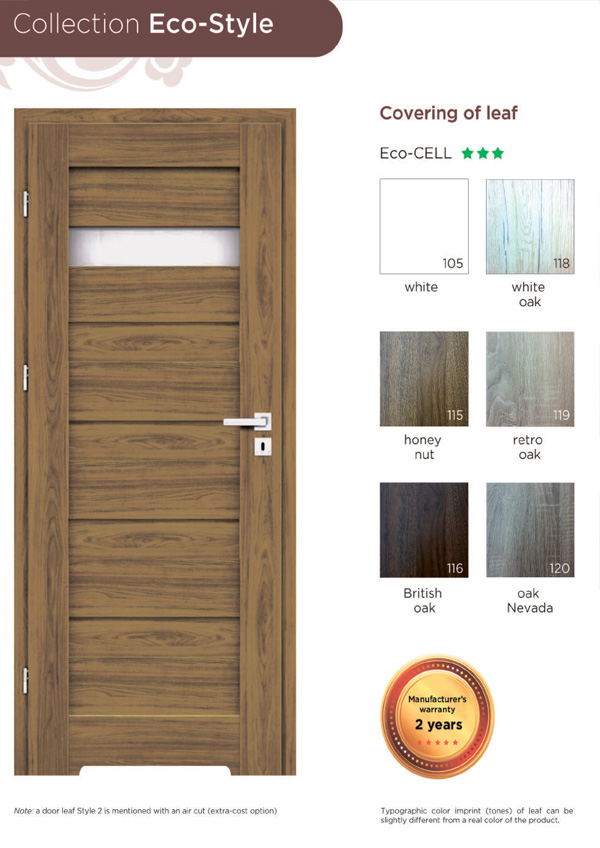 Collection Eco-Style
Covering of leaf
Eco-CELL
105
118
white
white
oak
115
119
honey
nut
retro
oak
116
120
British
oak
oak
Nevada
Manufacturer's
warranty
2 years
Note: a door leaf Style 2 is mentioned with an air cut (extra-cost option)
Typographic color imprint (tones) of leaf can be
slightly different from a real color of the product.